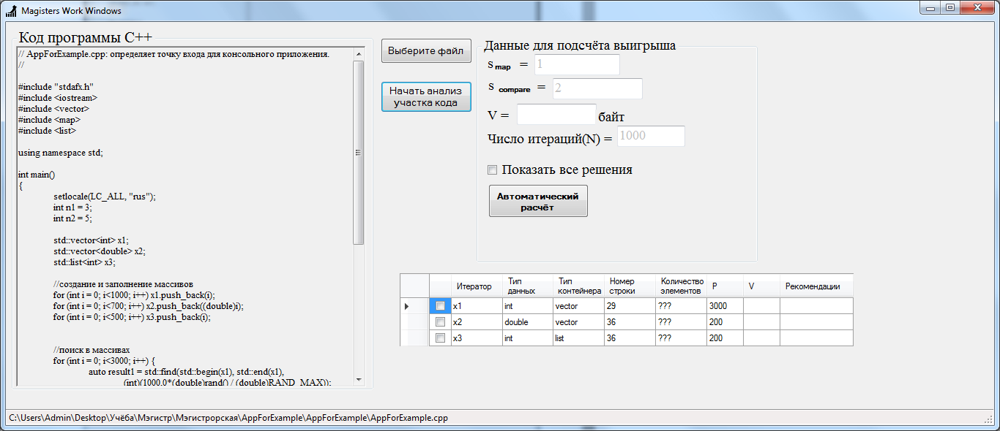 Magisters Work Windows
Код программы C++
// AppForExample.cpp: определяет точку входа для консольного приложения.
//
#include "stdafx.h"
#include <iostream>
#include <vector>
#include <map>
#include <list>
using namespace std;
int main()
{
setlocale(LC_ALL, "rus");
int n1 = 3;
int n2 = 5;
std::vector<int> x1;
std::vector<double> x2;
std::list<int> x3;
//создание и заполнение массивов
for (int i = 0; i<1000; i++) x1.push_back(i);
for (int i = 0; i<700; i++) x2.push_back((double)i);
for (int i = 0; i<500; i++) x3.push_back(i);
//поиск в массивах
for (int i = 0; i<3000; i++) {
auto result1 = std::find(std::begin(x1), std::end(x1),
(int)(1000.0*(double)rand() / (double)RAND_MAX));
Выберите файл
Начать анализ
участка кода
Данные для подсчёта выигрыша
s map = 1
s compare = 2
V = байт
Число итераций(N) = 1000
Показать все решения
Автоматический
расчёт
Итератор Тип данных Тип контейнера Номер строки Количество элементов P V Рекомендации
x1 int vector 29 ??? 3000
x2 double vector 36 ??? 200
x3 int list 36 ??? 200
C:\Users\Admin\Desktop\Учёба\Мэгистр\Мэгистрорская\AppForExample\AppForExample\AppForExample.cpp